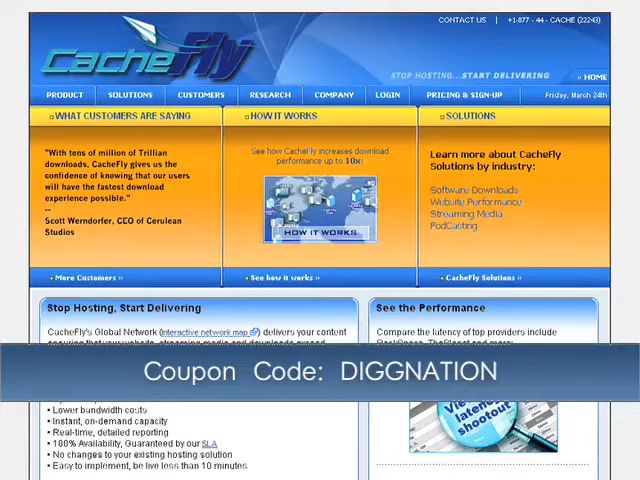 CONTACT US | +1-877 - 44 - CACHE (22243)
CacheFly
STOP HOSTING...START DELIVERING
» HOME
PRODUCT SOLUTIONS CUSTOMERS RESEARCH COMPANY LOGIN PRICING & SIGN-UP Friday, March 24th
WHAT CUSTOMERS ARE SAYING
"With tens of million of Trillian
downloads, CacheFly gives us the
confidence of knowing that our users
will have the fastest download
experience possible."
--
Scott Werndorfer, CEO of Cerulean
Studios
• More Customers »
HOW IT WORKS
See how CacheFly increases download
performance up to 10x:
HOW IT WORKS
• See how it works »
SOLUTIONS
Learn more about CacheFly
Solutions by industry:
Software Downloads
Website Performance
Streaming Media
PodCasting
• CacheFly Solutions »
Stop Hosting, Start Delivering
CacheFly's Global Network (Interactive network map) delivers your content
See the Performance
Compare the latency of top providers include
Coupon Code: DIGGNATION
• Lower bandwidth costs
• Instant, on-demand capacity
• Real-time, detailed reporting
• 100% Availability, Guaranteed by our SLA
• No changes to your existing hosting solution
• Easy to implement, be live less than 10 minutes
View
latency
shootout